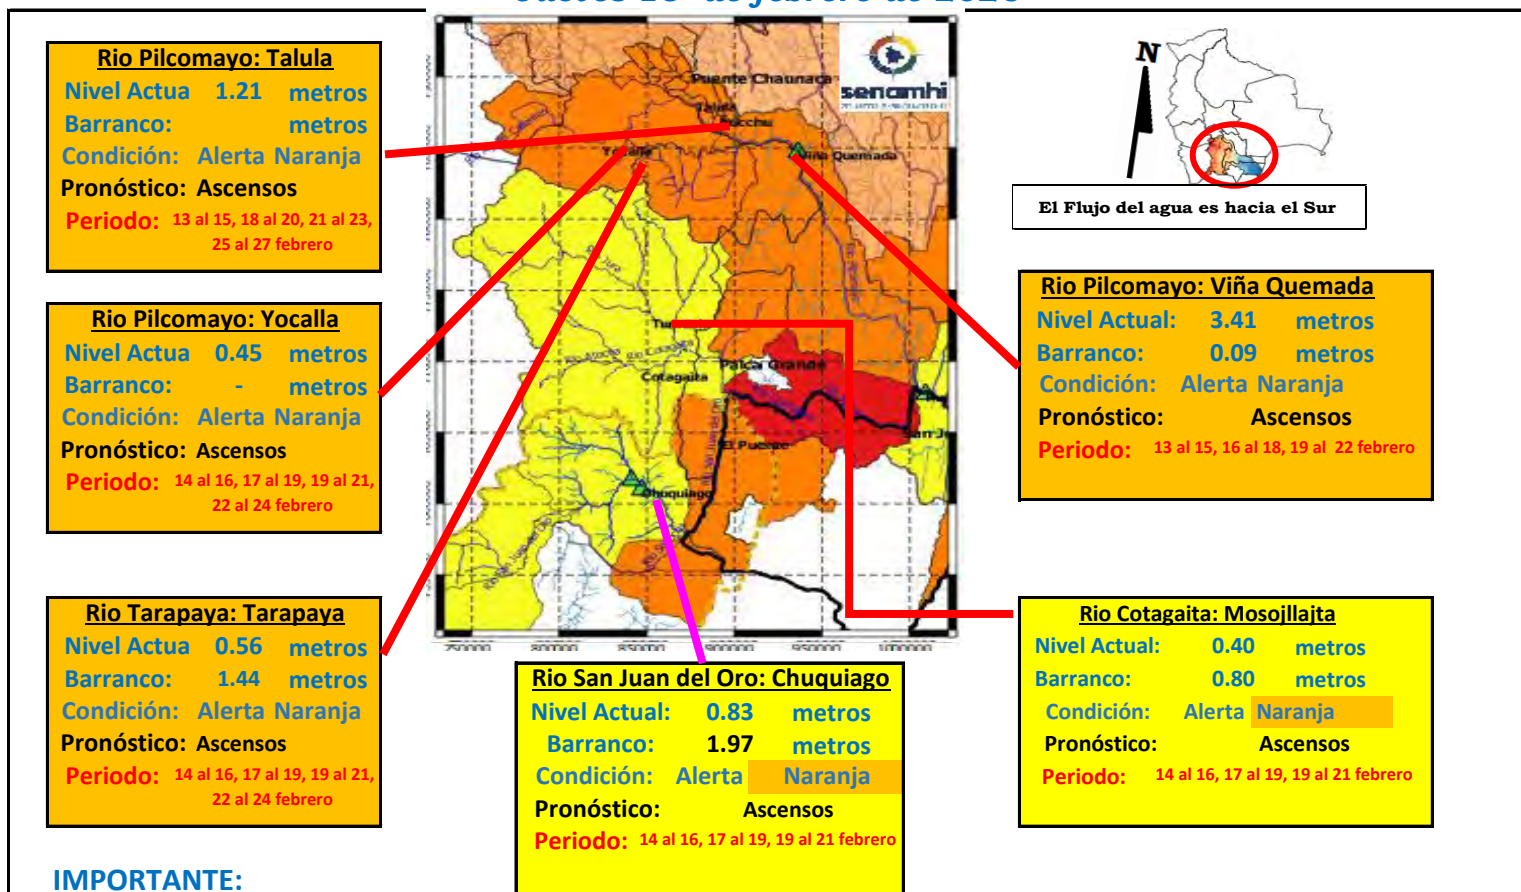 Rio Pilcomayo: Talula
Nivel Actua 1.21 metros
Barranco: metros
Condición: Alerta Naranja
Pronóstico: Ascensos
Periodo: 13 al 15, 18 al 20, 21 al 23,
25 al 27 febrero
Rio Pilcomayo: Yocalla
Nivel Actua 0.45 metros
Barranco: - metros
Condición: Alerta Naranja
Pronóstico: Ascensos
Periodo: 14 al 16, 17 al 19, 19 al 21,
22 al 24 febrero
Rio Tarapaya: Tarapaya
Nivel Actua 0.56 metros
Barranco: 1.44 metros
Condición: Alerta Naranja
Pronóstico: Ascensos
Periodo: 14 al 16, 17 al 19, 19 al 21,
22 al 24 febrero
IMPORTANTE:
senamhi
Puente Chaunaca
Talula
Viña Quemada
Cotagaita
Palca Grande
El Puente
Chuquiago
750000 800000 850000 900000 950000 1000000
Rio San Juan del Oro: Chuquiago
Nivel Actual: 0.83 metros
Barranco: 1.97 metros
Condición: Alerta Naranja
Pronóstico: Ascensos
Periodo: 14 al 16, 17 al 19, 19 al 21 febrero
N
El Flujo del agua es hacia el Sur
Rio Pilcomayo: Viña Quemada
Nivel Actual: 3.41 metros
Barranco: 0.09 metros
Condición: Alerta Naranja
Pronóstico: Ascensos
Periodo: 13 al 15, 16 al 18, 19 al 22 febrero
Rio Cotagaita: Mosojllajta
Nivel Actual: 0.40 metros
Barranco: 0.80 metros
Condición: Alerta Naranja
Pronóstico: Ascensos
Periodo: 14 al 16, 17 al 19, 19 al 21 febrero